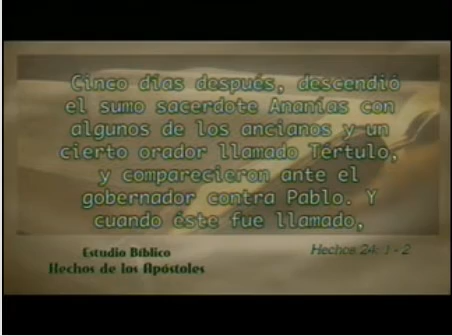 Cinco días después, descendió
el sumo sacerdote Ananías con
algunos de los ancianos y un
cierto orador llamado Tértulo,
y comparecieron ante el
gobernador contra Pablo. Y
cuando éste fue llamado,
Hechos 24: 1 - 2
Estudio Bíblico
Hechos de los Apóstoles